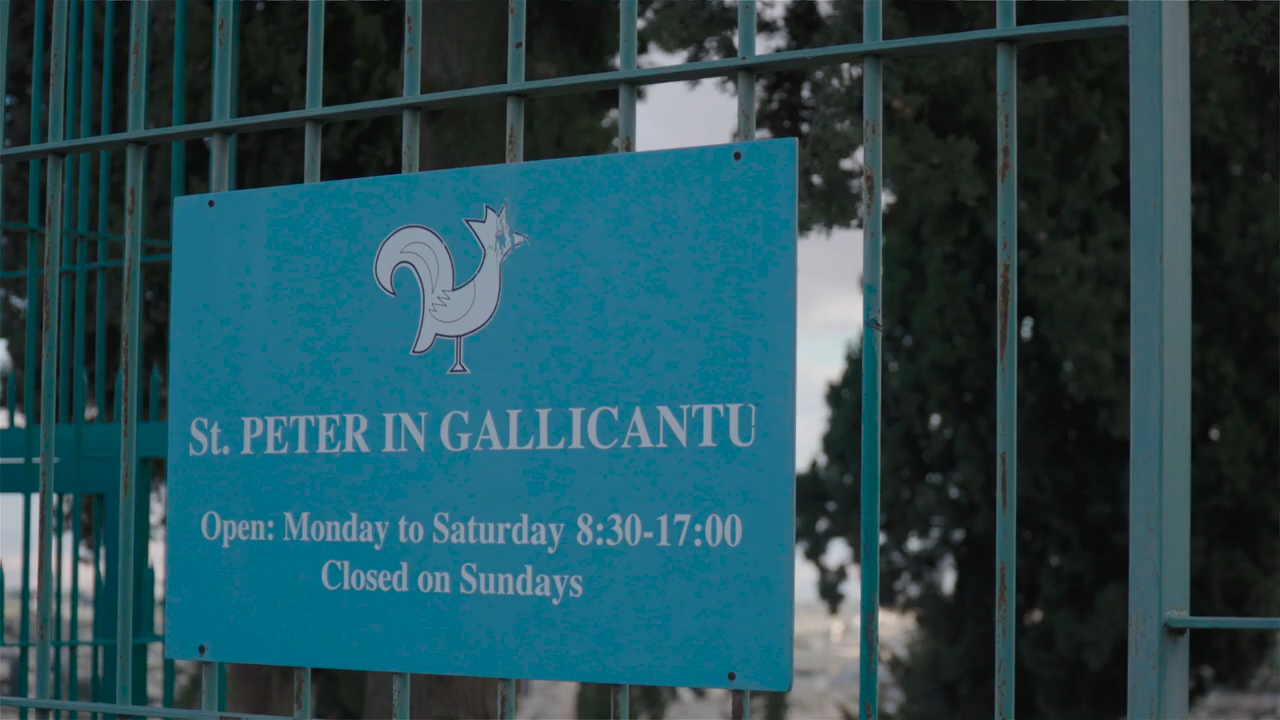 St. PETER IN GALLICANTU
Open: Monday to Saturday 8:30-17:00
Closed on Sundays